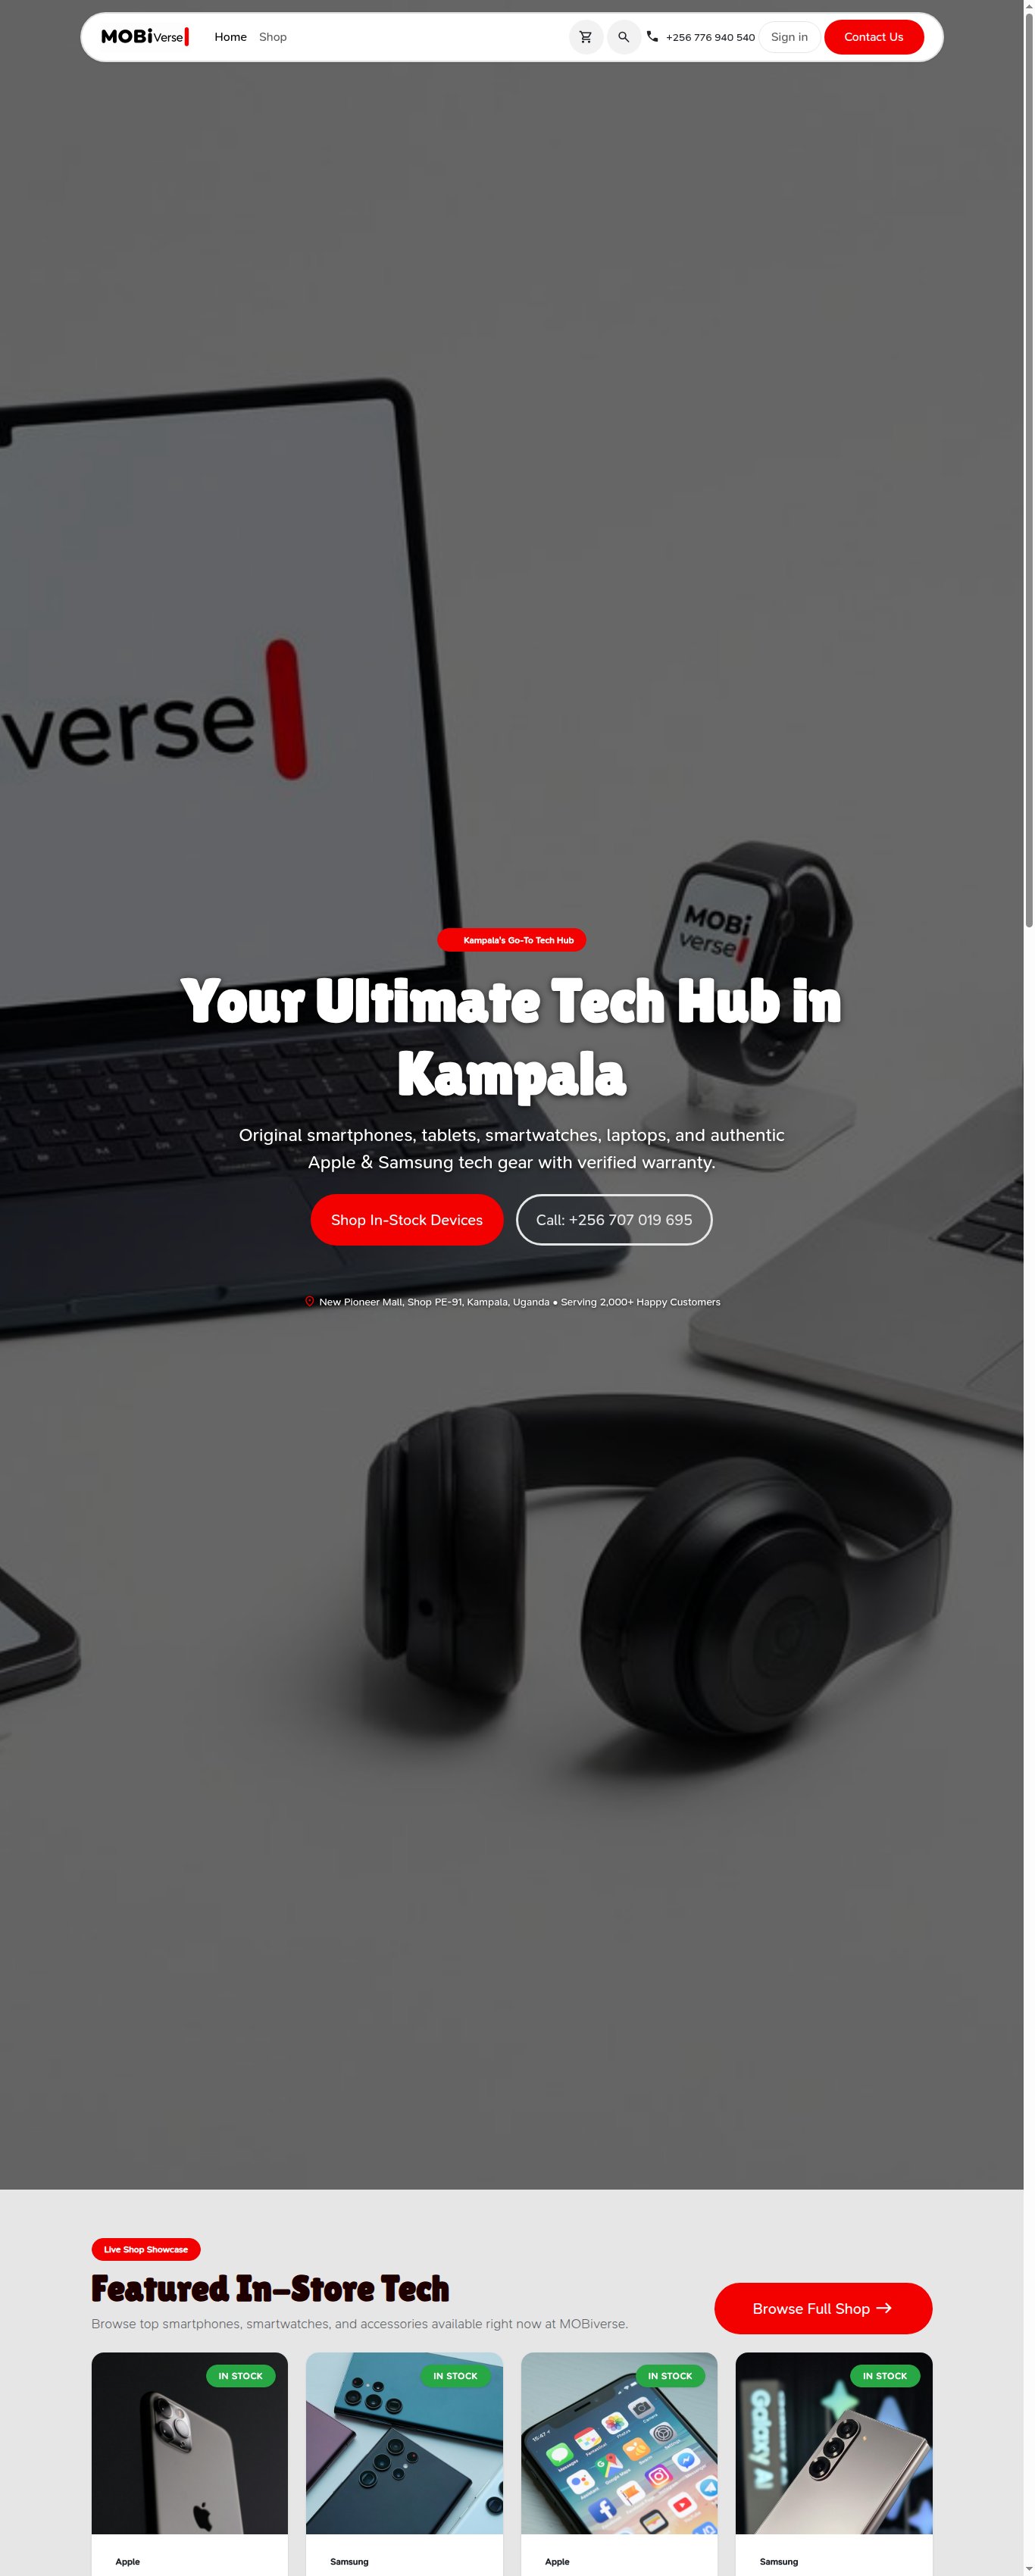 MOBiVerse
Home
Shop
+256 776 940 540
Sign in
Contact Us
verse
MOBi
verse
Kampala's Go-To Tech Hub
Your Ultimate Tech Hub in
Kampala
Original smartphones, tablets, smartwatches, laptops, and authentic
Apple & Samsung tech gear with verified warranty.
Shop In-Stock Devices
Call: +256 707 019 695
New Pioneer Mall, Shop PE-91, Kampala, Uganda • Serving 2,000+ Happy Customers
Live Shop Showcase
Featured In-Store Tech
Browse top smartphones, smartwatches, and accessories available right now at MOBiverse.
Browse Full Shop →
IN STOCK
IN STOCK
IN STOCK
IN STOCK
Galaxy AI
Apple
Samsung
Apple
Samsung